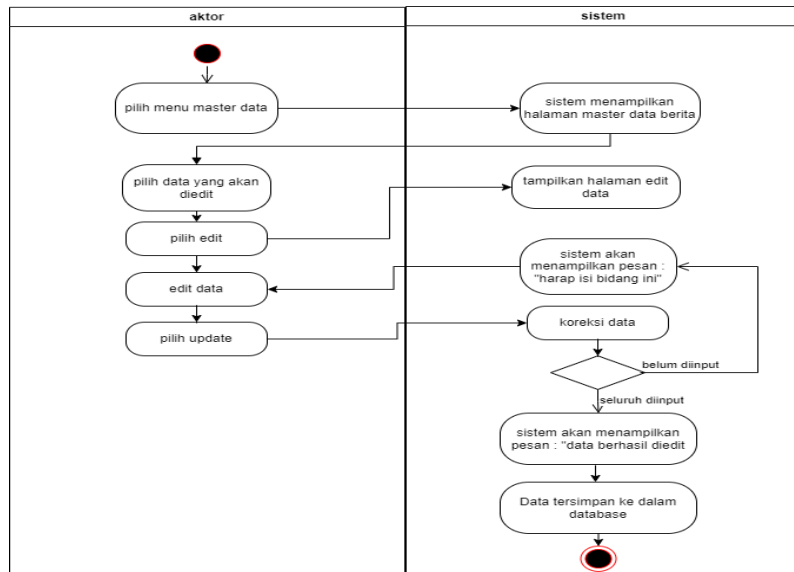 aktor
sistem
pilih menu master data
sistem menampilkan
halaman master data berita
pilih data yang akan
diedit
tampilkan halaman edit
data
pilih edit
sistem akan
menampilkan pesan :
"harap isi bidang ini"
edit data
koreksi data
pilih update
belum diinput
seluruh diinput
sistem akan menampilkan
pesan : "data berhasil diedit
Data tersimpan ke dalam
database